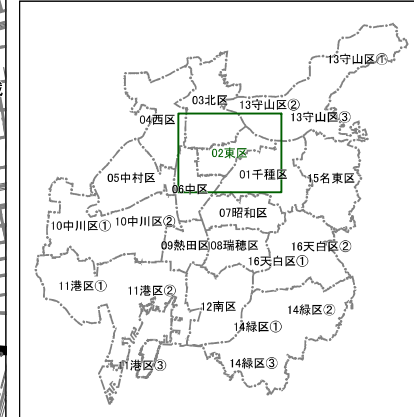 13守山区①
03北区
13守山区②
04西区
13守山区③
02東区
05中村区
01千種区
15名東区
06中区
07昭和区
10中川区①
10中川区②
09熱田区
08瑞穂区
16天白区②
16天白区①
11港区①
11港区②
12南区
14緑区②
14緑区①
14緑区③
1港区③